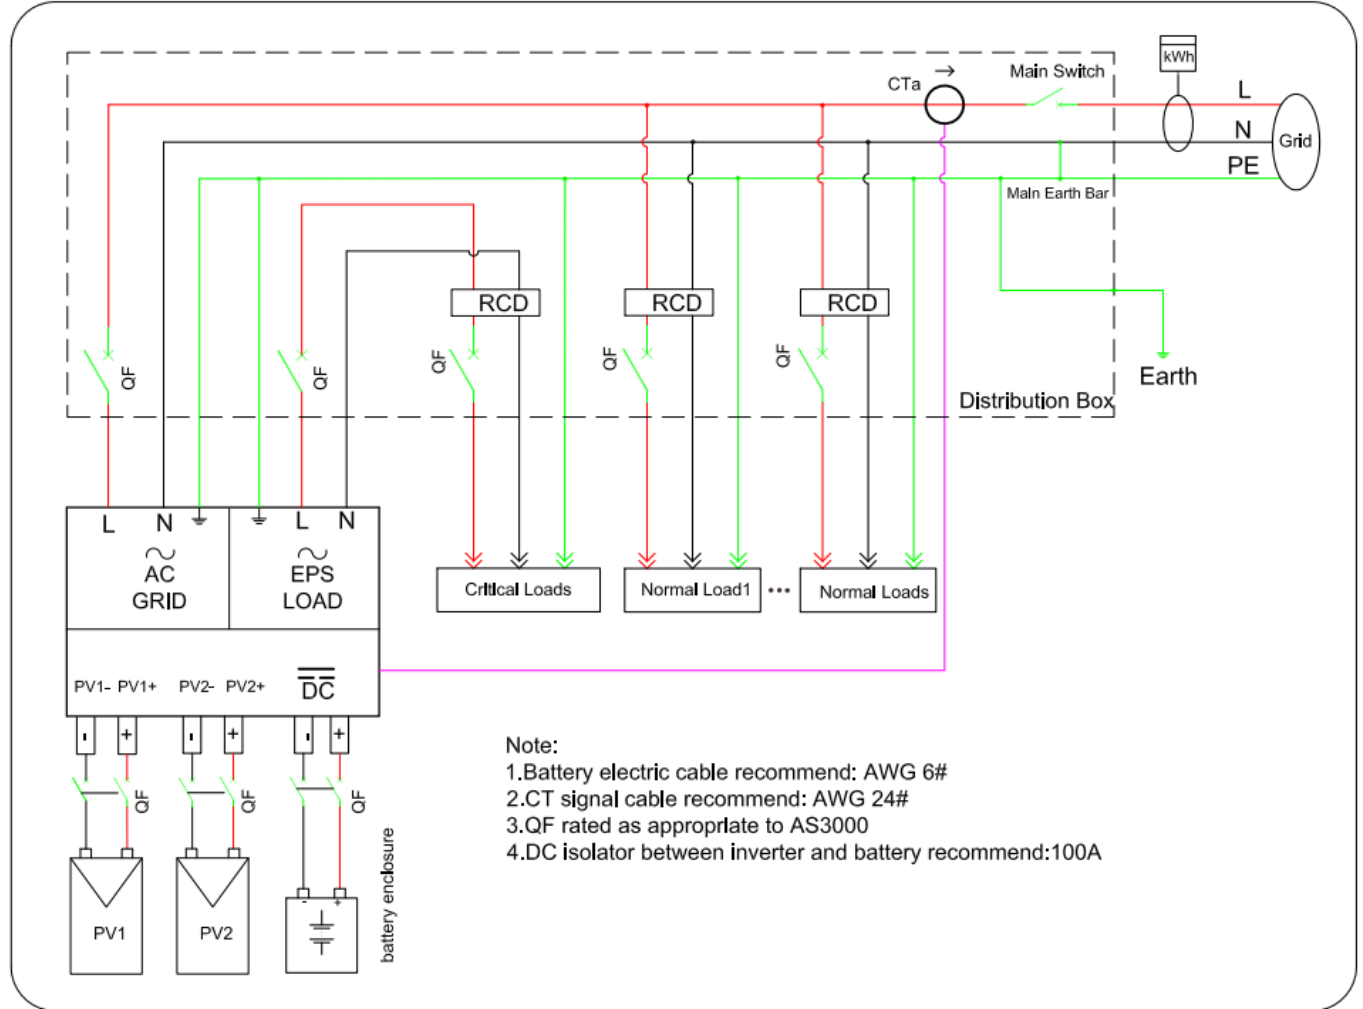 kWh
CTa
Main Switch
L
N
PE
Grid
Main Earth Bar
RCD
RCD
RCD
QF
QF
QF
QF
QF
Earth
Distribution Box
L N L N
AC
GRID
EPS
LOAD
Critical Loads
Normal Load1
...
Normal Loads
PV1- PV1+ PV2- PV2+ DC
- + - + - +
QF
QF
QF
battery enclosure
- +
PV1
PV2
Note:
1.Battery electric cable recommend: AWG 6#
2.CT signal cable recommend: AWG 24#
3.QF rated as appropriate to AS3000
4.DC isolator between inverter and battery recommend:100A